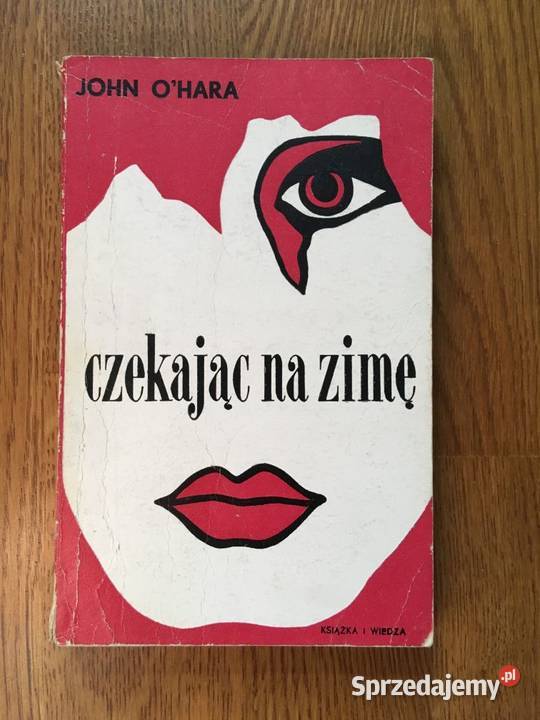 JOHN O'HARA
czekając na zimę
KSIĄŻKA I WIEDZA
Sprzedajemy.pl